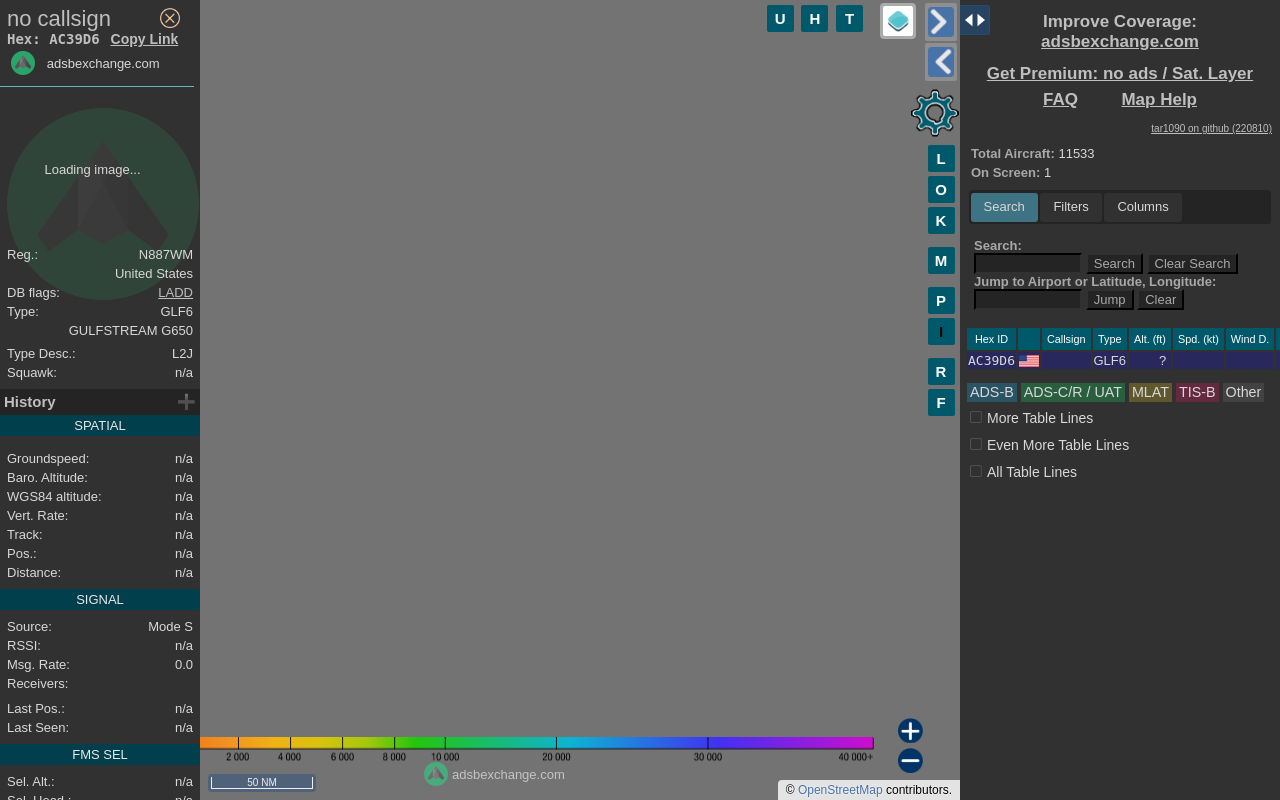 no callsign
Hex: AC39D6 Copy Link
adsbexchange.com
Loading image...
Reg.: N887WM
United States
DB flags: LADD
Type: GLF6
GULFSTREAM G650
Type Desc.: L2J
Squawk: n/a
History
SPATIAL
Groundspeed: n/a
Baro. Altitude: n/a
WGS84 altitude: n/a
Vert. Rate: n/a
Track: n/a
Pos.: n/a
Distance: n/a
SIGNAL
Source: Mode S
RSSI: n/a
Msg. Rate: 0.0
Receivers:
Last Pos.: n/a
Last Seen: n/a
FMS SEL
Sel. Alt.: n/a
Sel. Head.: n/a
U H T
L
O
K
M
P
I
R
F
2 000 4 000 6 000 8 000 10 000 20 000 30 000 40 000+
adsbexchange.com
50 NM
© OpenStreetMap contributors.
Improve Coverage:
adsbexchange.com
Get Premium: no ads / Sat. Layer
FAQ Map Help
tar1090 on github (220810)
Total Aircraft: 11533
On Screen: 1
Search Filters Columns
Search:
Search Clear Search
Jump to Airport or Latitude, Longitude:
Jump Clear
Hex ID Callsign Type Alt. (ft) Spd. (kt) Wind D.
AC39D6 GLF6 ?
ADS-B ADS-C/R / UAT MLAT TIS-B Other
More Table Lines
Even More Table Lines
All Table Lines